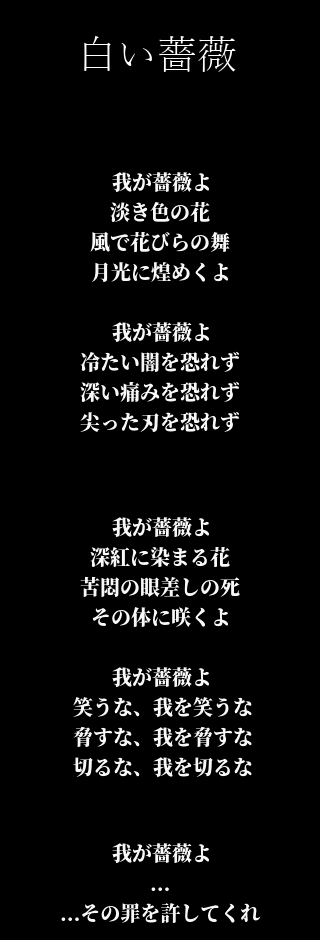 白い薔薇
我が薔薇よ
淡き色の花
風で花びらの舞
月光に煌めくよ
我が薔薇よ
冷たい闇を恐れず
深い痛みを恐れず
尖った刃を恐れず
我が薔薇よ
深紅に染まる花
苦悶の眼差しの死
その体に咲くよ
我が薔薇よ
笑うな、我を笑うな
脅すな、我を脅すな
切るな、我を切るな
我が薔薇よ
…
…その罪を許してくれ